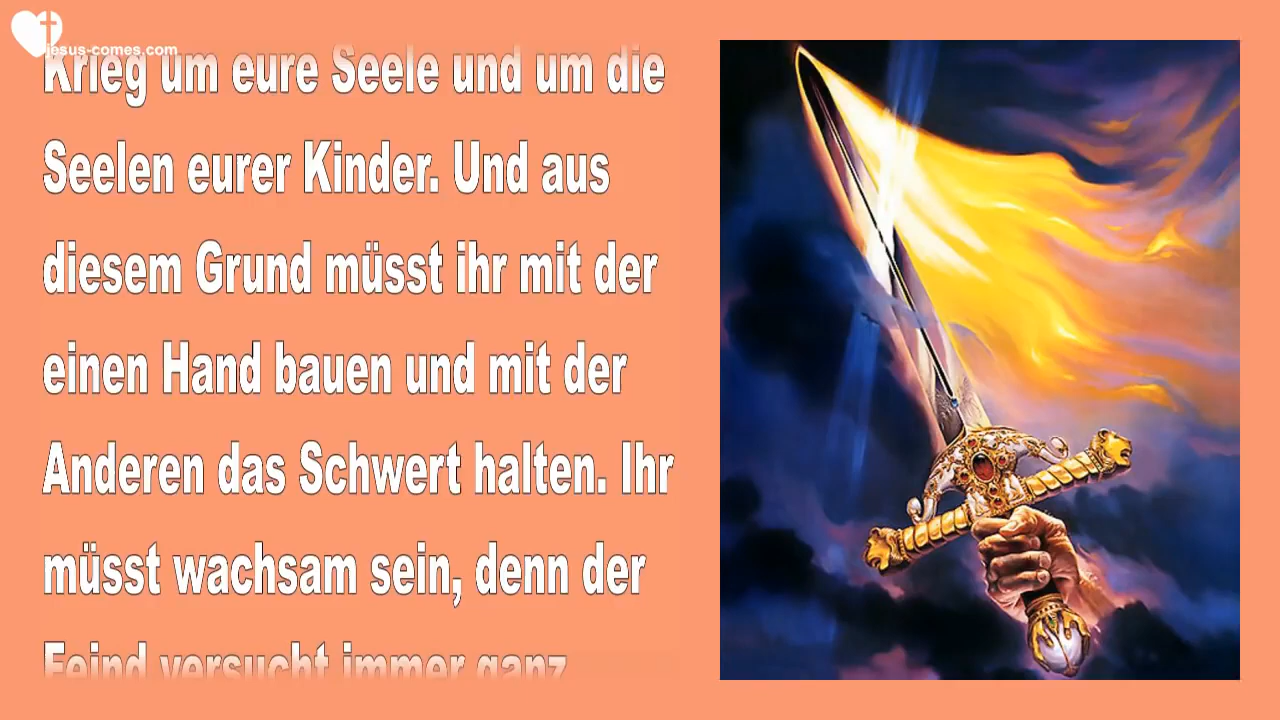 jesus-comes.com
Krieg um eure Seele und um die
Seelen eurer Kinder. Und aus
diesem Grund müsst ihr mit der
einen Hand bauen und mit der
Anderen das Schwert halten. Ihr
müsst wachsam sein, denn der
Feind versucht immer ganz